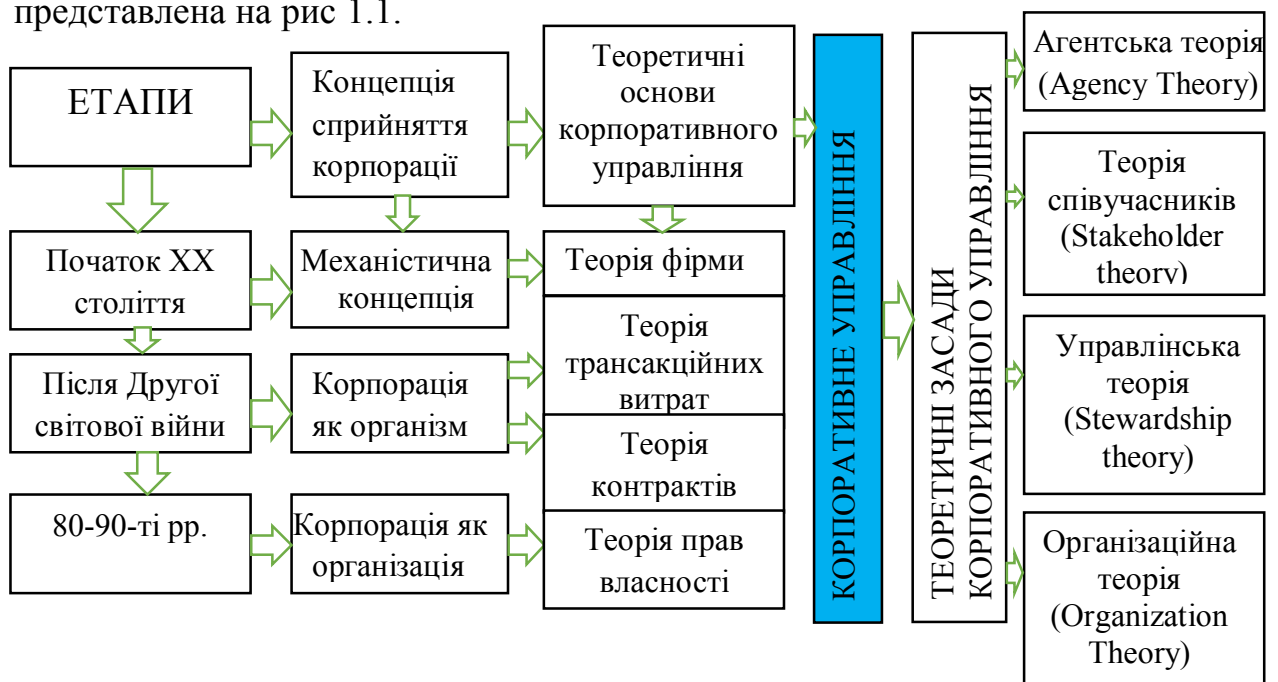 представлена на рис 1.1.
ЕТАПИ
Концепція
сприйняття
корпорації
Теоретичні
основи
корпоративного
управління
Початок ХХ
століття
Механістична
концепція
Теорія фірми
Теорія
трансакційних
витрат
Після Другої
світової війни
Корпорація
як організм
Теорія
контрактів
80-90-ті рр.
Корпорація як
організація
Теорія прав
власності
КОРПОРАТИВНЕ УПРАВЛІННЯ
ТЕОРЕТИЧНІ ЗАСАДИ
КОРПОРАТИВНОГО УПРАВЛІННЯ
Агентська теорія
(Agency Theory)
Теорія
співучасників
(Stakeholder
theory)
Управлінська
теорія
(Stewardship
theory)
Організаційна
теорія
(Organization
Theory)